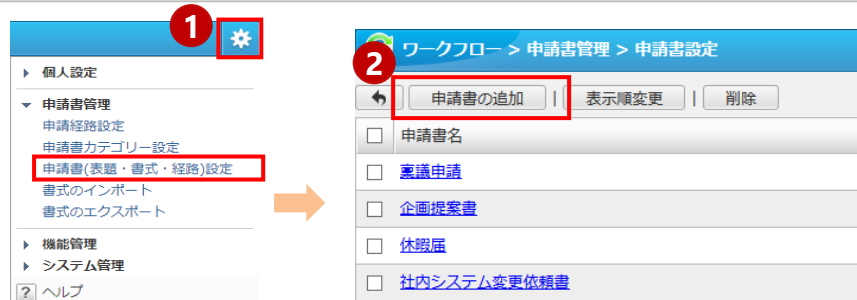 1
個人設定
申請書管理
申請経路設定
申請書カテゴリー設定
申請書(表題・書式・経路)設定
書式のインポート
書式のエクスポート
機能管理
システム管理
? ヘルプ
2
ワークフロー > 申請書管理 > 申請書設定
申請書の追加 | 表示順変更 | 削除
申請書名
稟議申請
企画提案書
休暇届
社内システム変更依頼書